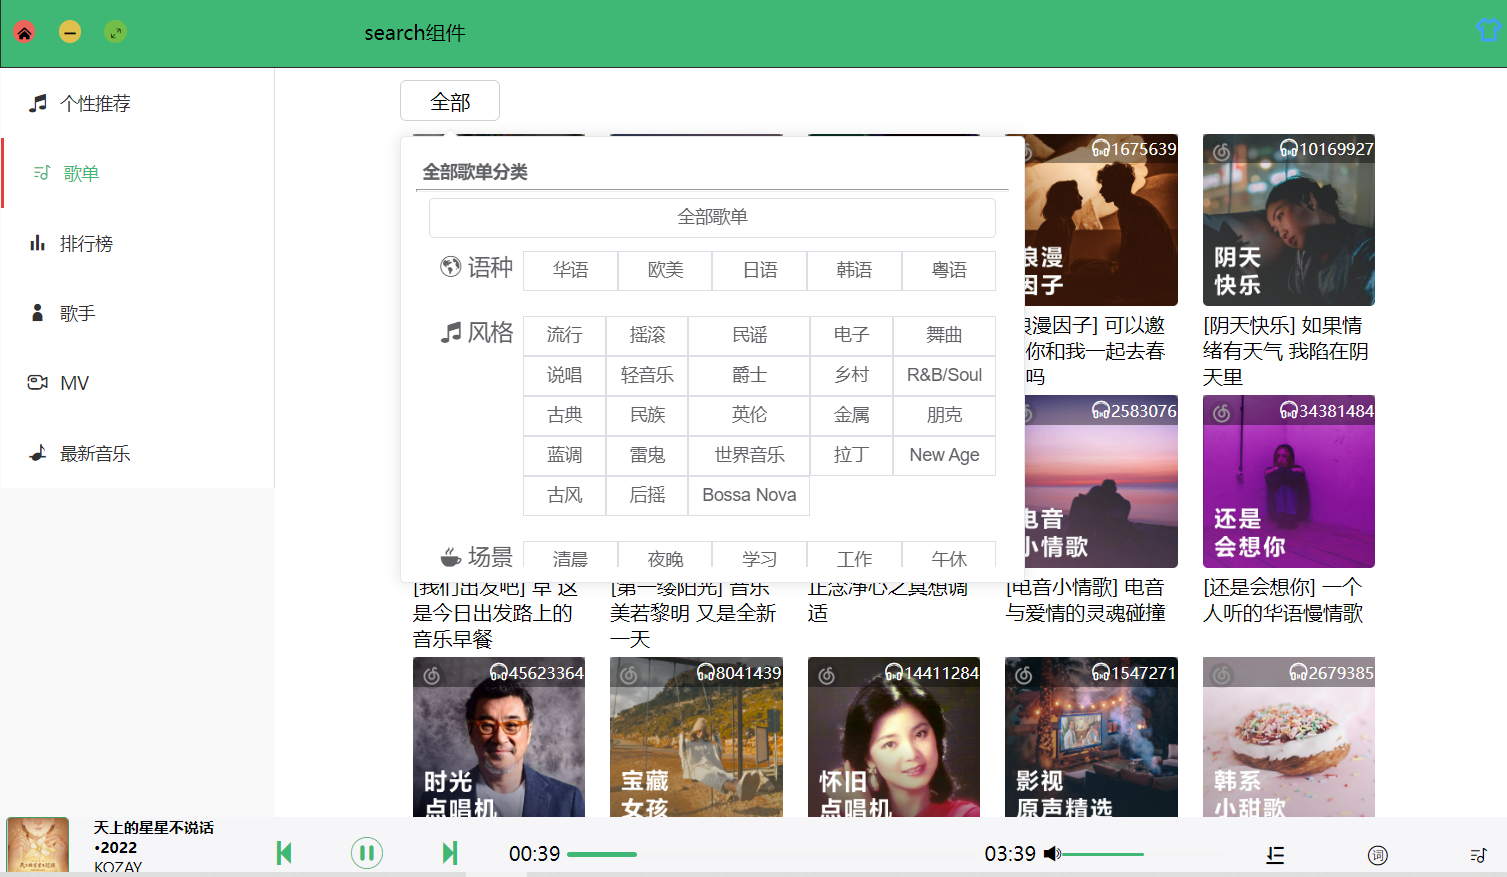 search组件
个性推荐
歌单
排行榜
歌手
MV
最新音乐
全部
全部歌单分类
全部歌单
语种
华语 欧美 日语 韩语 粤语
风格
流行 摇滚 民谣 电子 舞曲
说唱 轻音乐 爵士 乡村 R&B/Soul
古典 民族 英伦 金属 朋克
蓝调 雷鬼 世界音乐 拉丁 New Age
古风 后摇 Bossa Nova
场景
清晨 夜晚 学习 工作 午休
1675639
浪漫
因子
浪漫因子] 可以邀
你和我一起去春
吗
10169927
阴天
快乐
[阴天快乐] 如果情
绪有天气 我陷在阴
天里
[我们出发吧] 早 这
是今日出发路上的
音乐早餐
[第一缕阳光] 音乐
美若黎明 又是全新
一天
正念净心之冥想调
适
2583076
电音
小情歌
[电音小情歌] 电音
与爱情的灵魂碰撞
34381484
还是
会想你
[还是会想你] 一个
人听的华语慢情歌
45623364
时光
点唱机
8041439
宝藏
女孩
14411284
怀旧
点唱机
1547271
影视
原声精选
2679385
韩系
小甜歌
天上的星星不说话
•2022
KOZAY
00:39
03:39
词